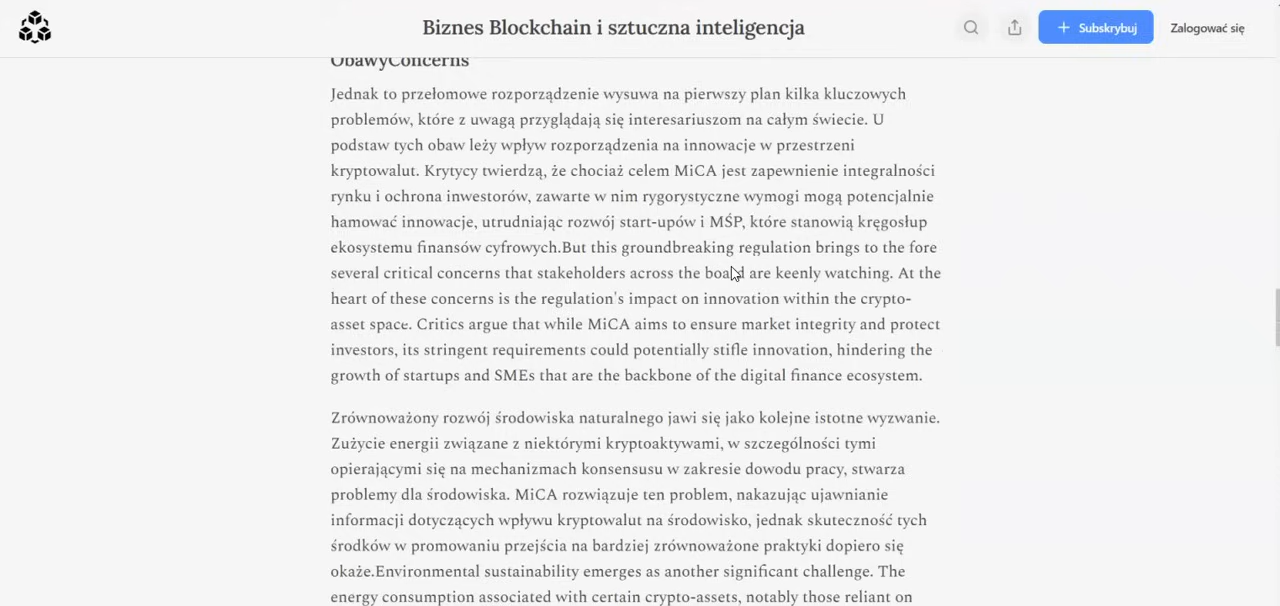 Biznes Blockchain i sztuczna inteligencja
Subskrybuj
Zalogować się
ObawyConcerns
Jednak to przełomowe rozporządzenie wysuwa na pierwszy plan kilka kluczowych
problemów, które z uwagą przyglądają się interesariuszom na całym świecie. U
podstaw tych obaw leży wpływ rozporządzenia na innowacje w przestrzeni
kryptowalut. Krytycy twierdzą, że chociaż celem MiCA jest zapewnienie integralności
rynku i ochrona inwestorów, zawarte w nim rygorystyczne wymogi mogą potencjalnie
hamować innowacje, utrudniając rozwój start-upów i MŚP, które stanowią kręgosłup
ekosystemu finansów cyfrowych.But this groundbreaking regulation brings to the fore
several critical concerns that stakeholders across the board are keenly watching. At the
heart of these concerns is the regulation's impact on innovation within the crypto-
asset space. Critics argue that while MiCA aims to ensure market integrity and protect
investors, its stringent requirements could potentially stifle innovation, hindering the
growth of startups and SMEs that are the backbone of the digital finance ecosystem.
Zrównoważony rozwój środowiska naturalnego jawi się jako kolejne istotne wyzwanie.
Zużycie energii związane z niektórymi kryptoaktywami, w szczególności tymi
opierającymi się na mechanizmach konsensusu w zakresie dowodu pracy, stwarza
problemy dla środowiska. MiCA rozwiązuje ten problem, nakazując ujawnianie
informacji dotyczących wpływu kryptowalut na środowisko, jednak skuteczność tych
środków w promowaniu przejścia na bardziej zrównoważone praktyki dopiero się
okaże.Environmental sustainability emerges as another significant challenge. The
energy consumption associated with certain crypto-assets, notably those reliant on